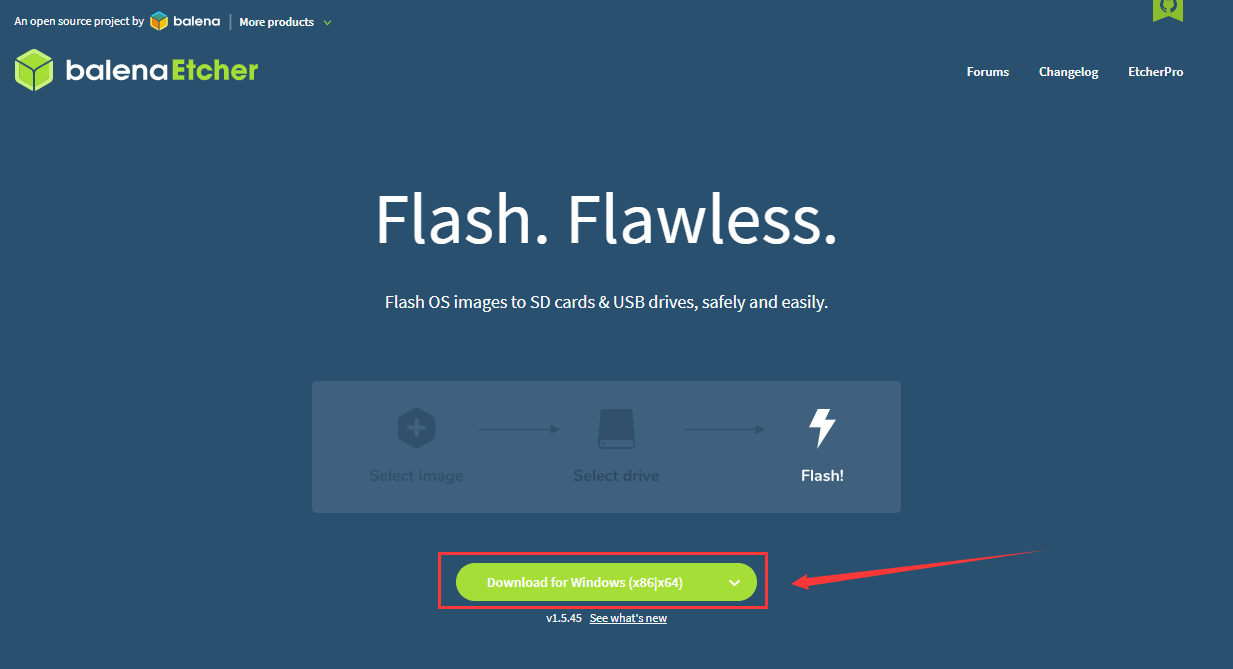 An open source project by balena More products
balenaEtcher
Forums Changelog EtcherPro
Flash. Flawless.
Flash OS images to SD cards & USB drives, safely and easily.
Select image Select drive Flash!
Download for Windows (x86|x64)
v1.5.45 See what's new